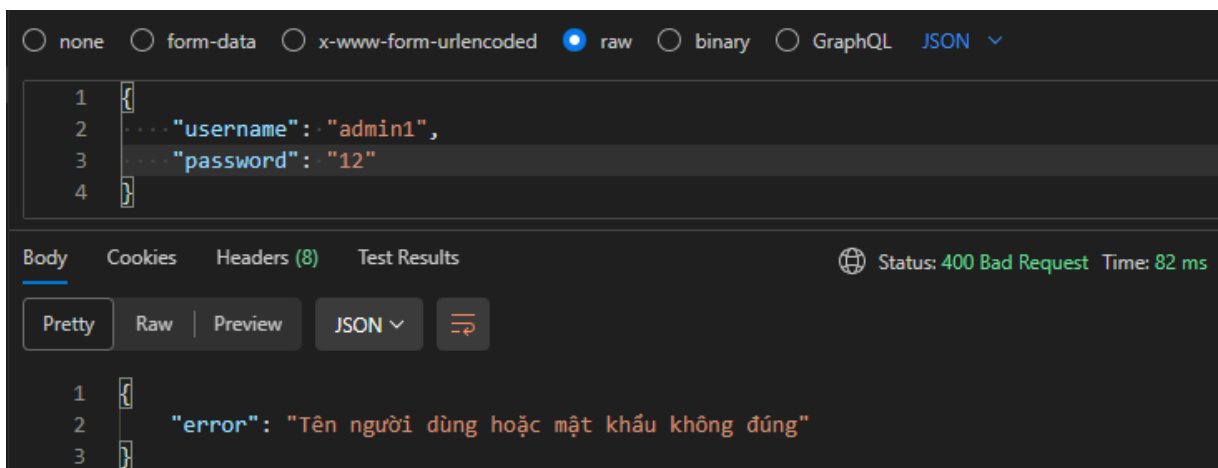 none form-data x-www-form-urlencoded raw binary GraphQL JSON
1 {
2 "username": "admin1",
3 "password": "12"
4 }
Body Cookies Headers (8) Test Results Status: 400 Bad Request Time: 82 ms
Pretty Raw Preview JSON
1 {
2 "error": "Tên người dùng hoặc mật khẩu không đúng"
3 }